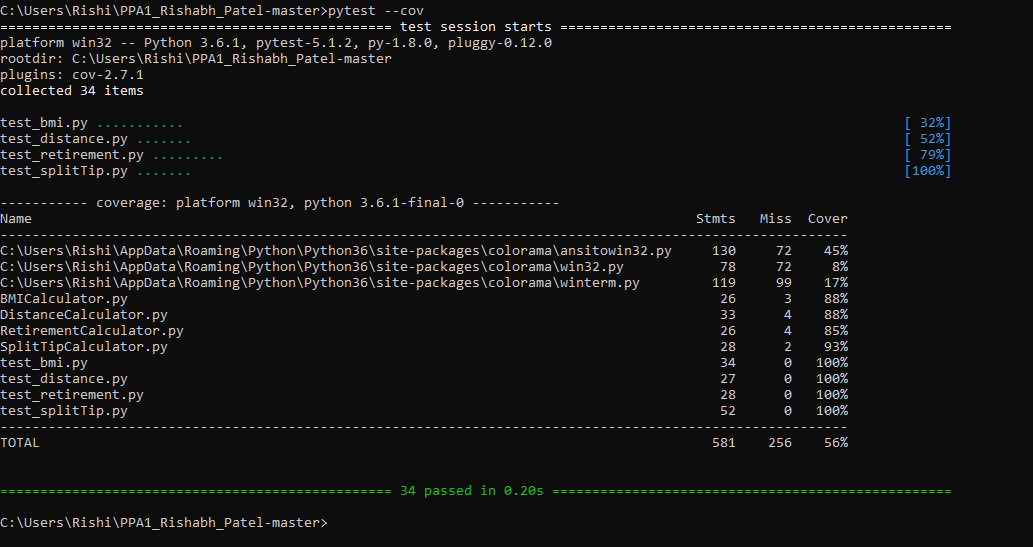 C:\Users\Rishi\PPA1_Rishabh_Patel-master>pytest --cov
================================================= test session starts =================================================
platform win32 -- Python 3.6.1, pytest-5.1.2, py-1.8.0, pluggy-0.12.0
rootdir: C:\Users\Rishi\PPA1_Rishabh_Patel-master
plugins: cov-2.7.1
collected 34 items
test_bmi.py ........... [ 32%]
test_distance.py ....... [ 52%]
test_retirement.py ......... [ 79%]
test_splitTip.py ....... [100%]
----------- coverage: platform win32, python 3.6.1-final-0 -----------
Name Stmts Miss Cover
----------------------------------------------------------------------------------------------------------
C:\Users\Rishi\AppData\Roaming\Python\Python36\site-packages\colorama\ansitowin32.py 130 72 45%
C:\Users\Rishi\AppData\Roaming\Python\Python36\site-packages\colorama\win32.py 78 72 8%
C:\Users\Rishi\AppData\Roaming\Python\Python36\site-packages\colorama\winterm.py 119 99 17%
BMICalculator.py 26 3 88%
DistanceCalculator.py 33 4 88%
RetirementCalculator.py 26 4 85%
SplitTipCalculator.py 28 2 93%
test_bmi.py 34 0 100%
test_distance.py 27 0 100%
test_retirement.py 28 0 100%
test_splitTip.py 52 0 100%
----------------------------------------------------------------------------------------------------------
TOTAL 581 256 56%
================================================= 34 passed in 0.20s ==================================================
C:\Users\Rishi\PPA1_Rishabh_Patel-master>